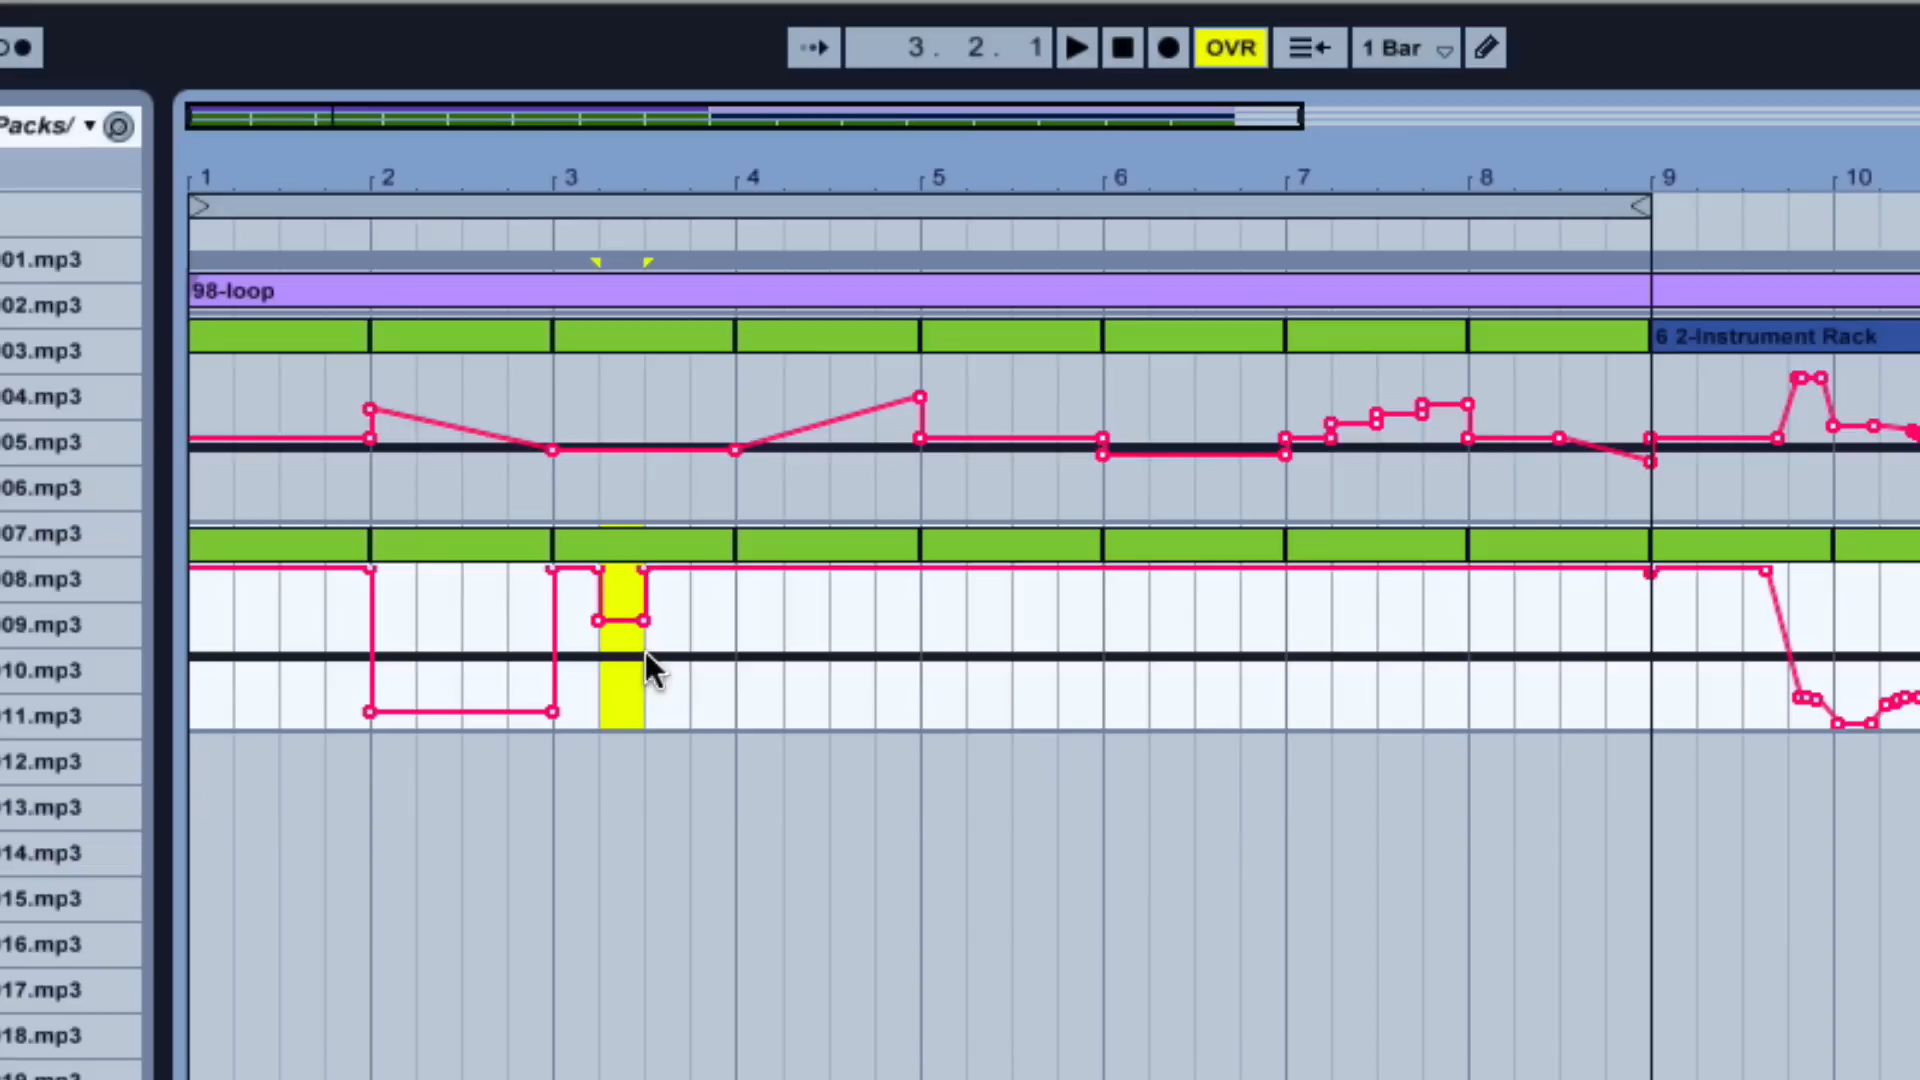 3. 2. 1
OVR
1 Bar
Packs/
1 2 3 4 5 6 7 8 9 10
98-loop
6 2-Instrument Rack
01.mp3
02.mp3
03.mp3
04.mp3
05.mp3
06.mp3
07.mp3
08.mp3
09.mp3
10.mp3
11.mp3
12.mp3
13.mp3
14.mp3
15.mp3
16.mp3
17.mp3
18.mp3